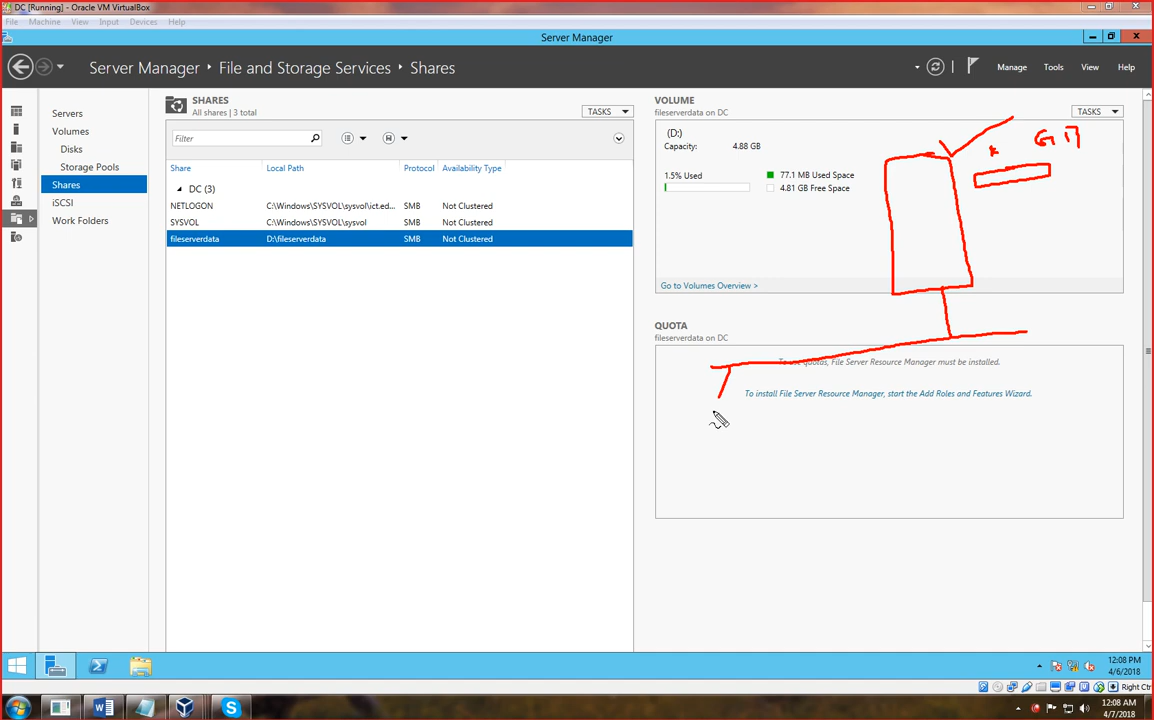 DC [Running] - Oracle VM VirtualBox
File Machine View Input Devices Help
Server Manager
Server Manager • File and Storage Services • Shares
Manage Tools View Help
Servers
Volumes
Disks
Storage Pools
Shares
iSCSI
Work Folders
SHARES
All shares | 3 total
TASKS
Filter
Share Local Path Protocol Availability Type
DC (3)
NETLOGON C:\Windows\SYSVOL\sysvol\ict.ed... SMB Not Clustered
SYSVOL C:\Windows\SYSVOL\sysvol SMB Not Clustered
fileserverdata D:\fileserverdata SMB Not Clustered
VOLUME
fileserverdata on DC
TASKS
(D:)
Capacity: 4.88 GB
1.5% Used
77.1 MB Used Space
4.81 GB Free Space
Go to Volumes Overview >
QUOTA
fileserverdata on DC
To use quotas, File Server Resource Manager must be installed.
To install File Server Resource Manager, start the Add Roles and Features Wizard.
12:08 PM
4/6/2018
Right Ctrl
12:08 AM
4/7/2018